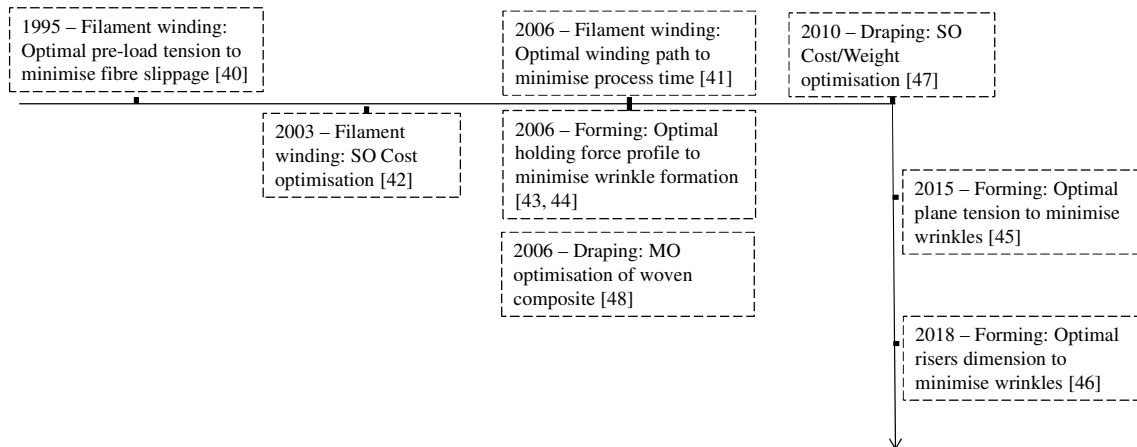 1995 – Filament winding:
Optimal pre-load tension to
minimise fibre slippage [40]
2003 – Filament
winding: SO Cost
optimisation [42]
2006 – Filament winding:
Optimal winding path to
minimise process time [41]
2006 – Forming: Optimal
holding force profile to
minimise wrinkle formation
[43, 44]
2006 – Draping: MO
optimisation of woven
composite [48]
2010 – Draping: SO
Cost/Weight
optimisation [47]
2015 – Forming: Optimal
plane tension to minimise
wrinkles [45]
2018 – Forming: Optimal
risers dimension to
minimise wrinkles [46]